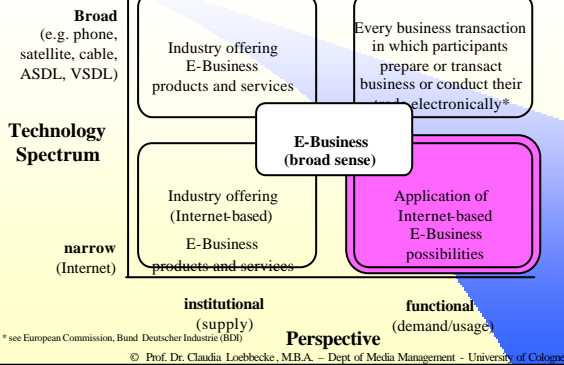 Broad
(e.g. phone,
satellite, cable,
ASDL, VSDL)
Industry offering
E-Business
products and services
Every business transaction
in which participants
prepare or transact
business or conduct their
trade electronically*
Technology
Spectrum
E-Business
(broad sense)
Industry offering
(Internet-based)
E-Business
products and services
Application of
Internet-based
E-Business
possibilities
narrow
(Internet)
institutional
(supply)
functional
(demand/usage)
* see European Commission, Bund Deutscher Industrie (BDI)
Perspective
© Prof. Dr. Claudia Loebbecke, M.B.A. – Dept of Media Management - University of Cologne